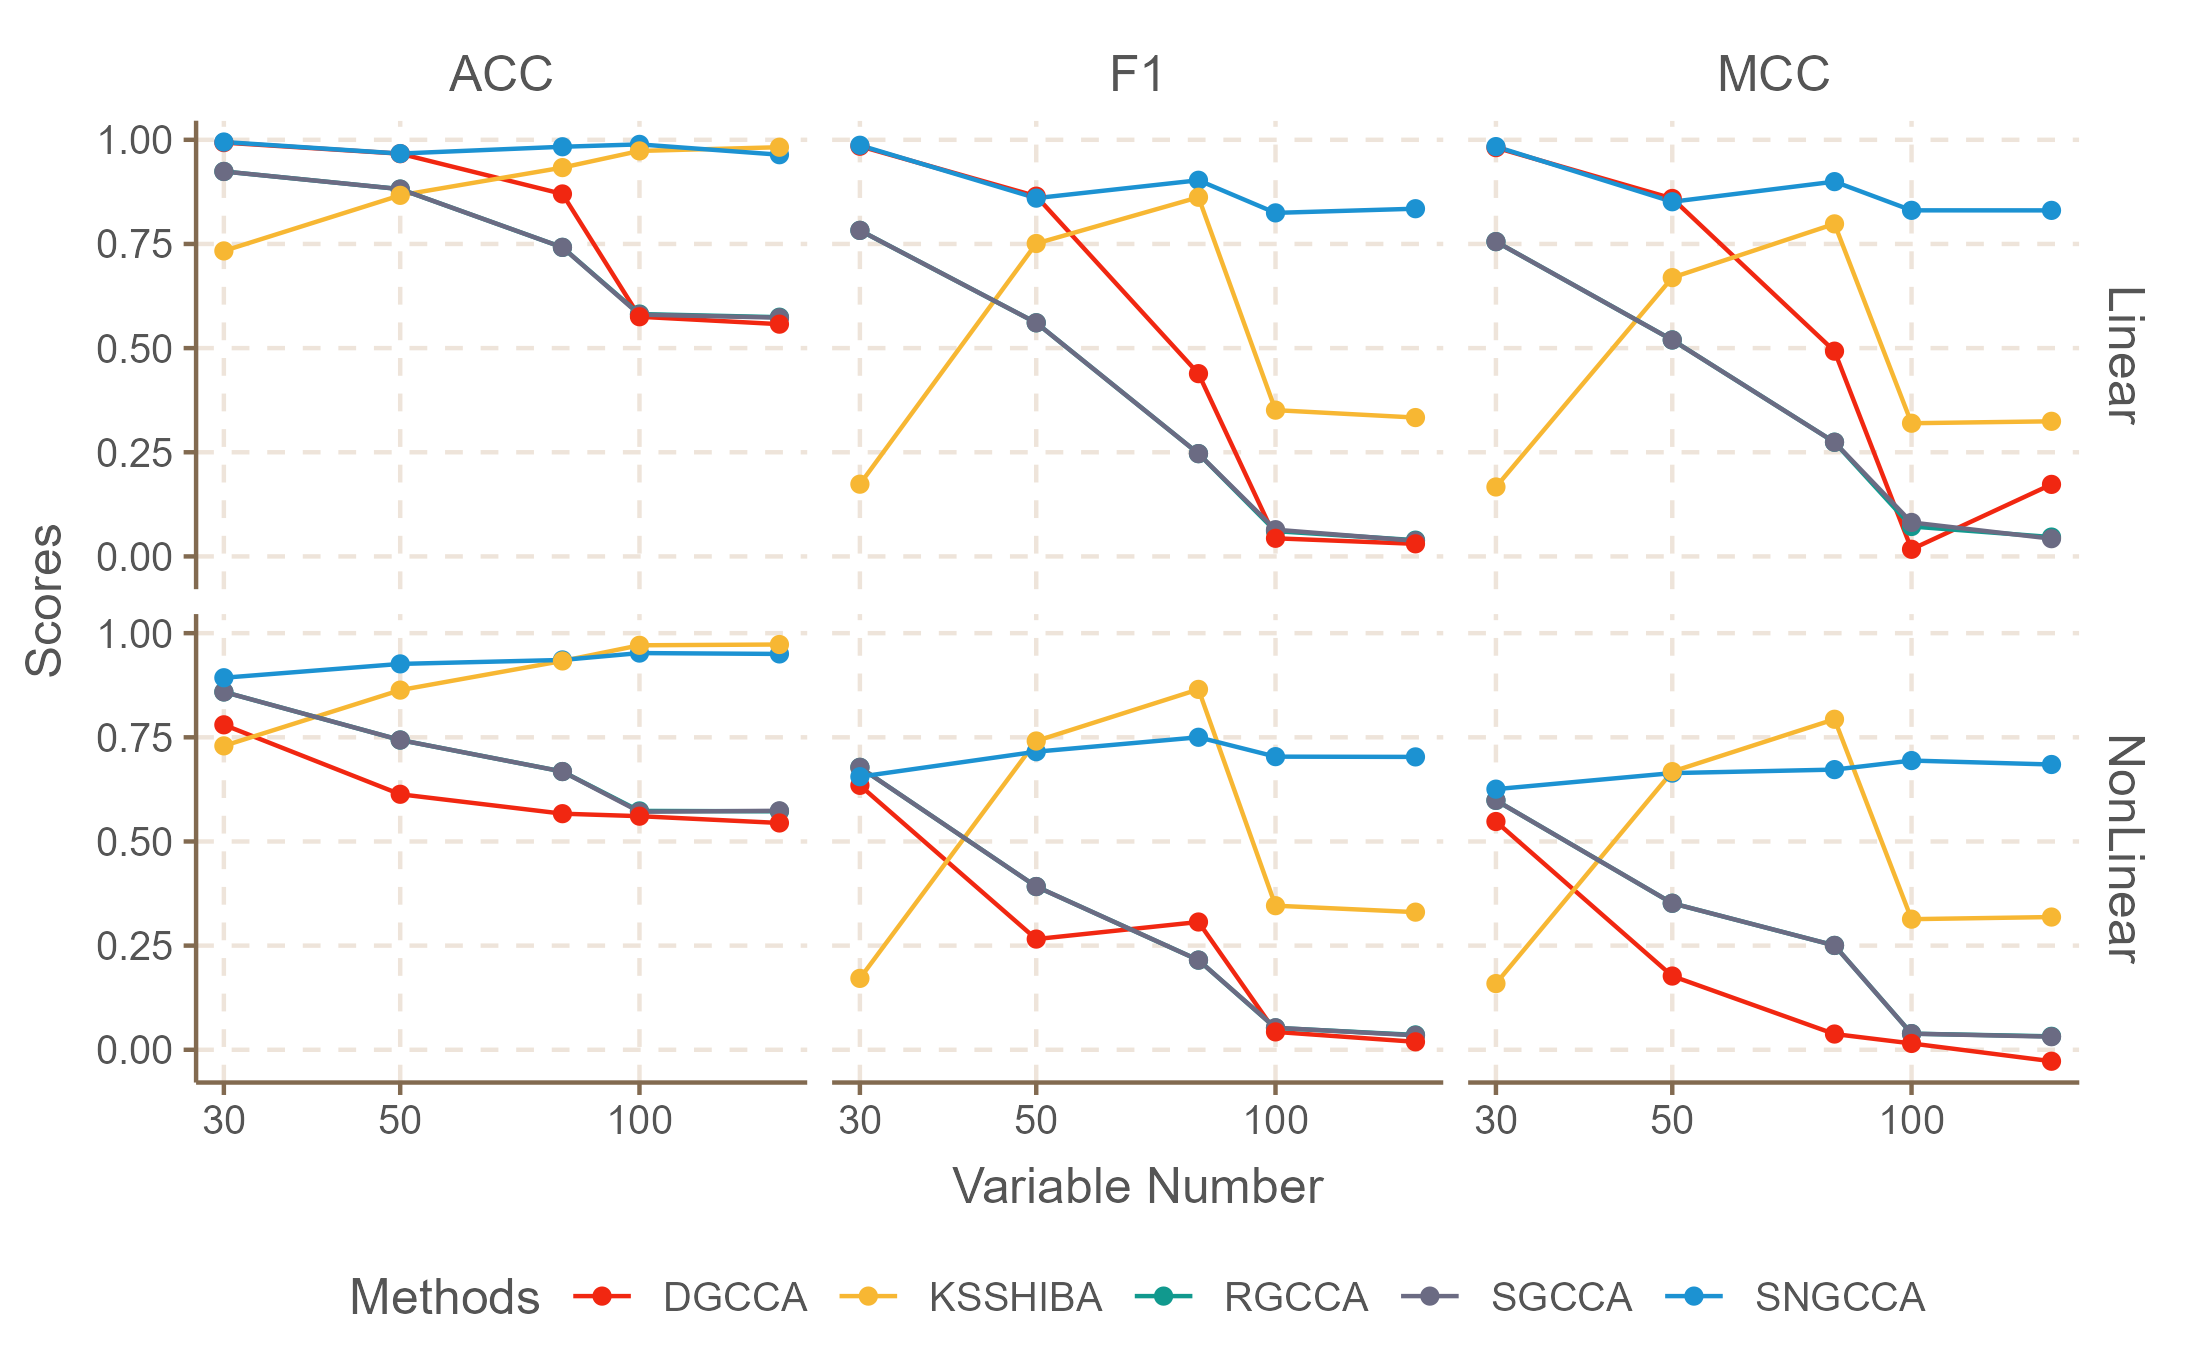 ACC F1 MCC
1.00
0.75
0.50
0.25
0.00
Linear
1.00
0.75
0.50
0.25
0.00
NonLinear
Scores
30 50 100 30 50 100 30 50 100
Variable Number
Methods DGCCA KSSHIBA RGCCA SGCCA SNGCCA